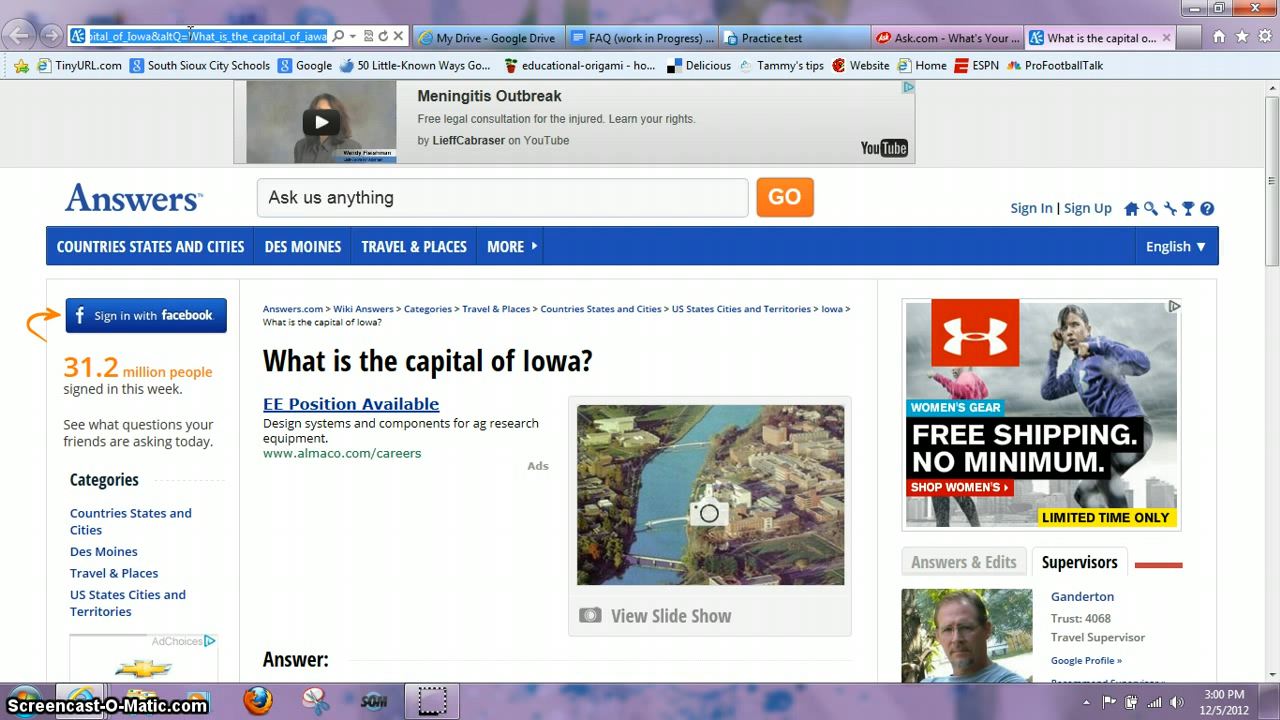 pital_of_Iowa&altQ=What_is_the_capital_of_iawa
My Drive - Google Drive
FAQ (work in Progress) ...
Practice test
Ask.com - What's Your ...
What is the capital o...
TinyURL.com
South Sioux City Schools
Google
50 Little-Known Ways Go...
educational-origami - ho...
Delicious
Tammy's tips
Website
Home
ESPN
ProFootballTalk
Meningitis Outbreak
Free legal consultation for the injured. Learn your rights.
by LieffCabraser on YouTube
YouTube
Wendy Fleishman
Answers™
Ask us anything
GO
Sign In | Sign Up
COUNTRIES STATES AND CITIES
DES MOINES
TRAVEL & PLACES
MORE
English ▼
Sign in with facebook
31.2 million people
signed in this week.
See what questions your
friends are asking today.
Categories
Countries States and
Cities
Des Moines
Travel & Places
US States Cities and
Territories
AdChoices
Answers.com > Wiki Answers > Categories > Travel & Places > Countries States and Cities > US States Cities and Territories > Iowa >
What is the capital of Iowa?
What is the capital of Iowa?
EE Position Available
Design systems and components for ag research
equipment.
www.almaco.com/careers
Ads
View Slide Show
Answer:
WOMEN'S GEAR
FREE SHIPPING.
NO MINIMUM.
SHOP WOMEN'S
LIMITED TIME ONLY
Answers & Edits
Supervisors
Ganderton
Trust: 4068
Travel Supervisor
Google Profile »
Recommend Supervisor »
SOM
Screencast-O-Matic.com
3:00 PM
12/5/2012